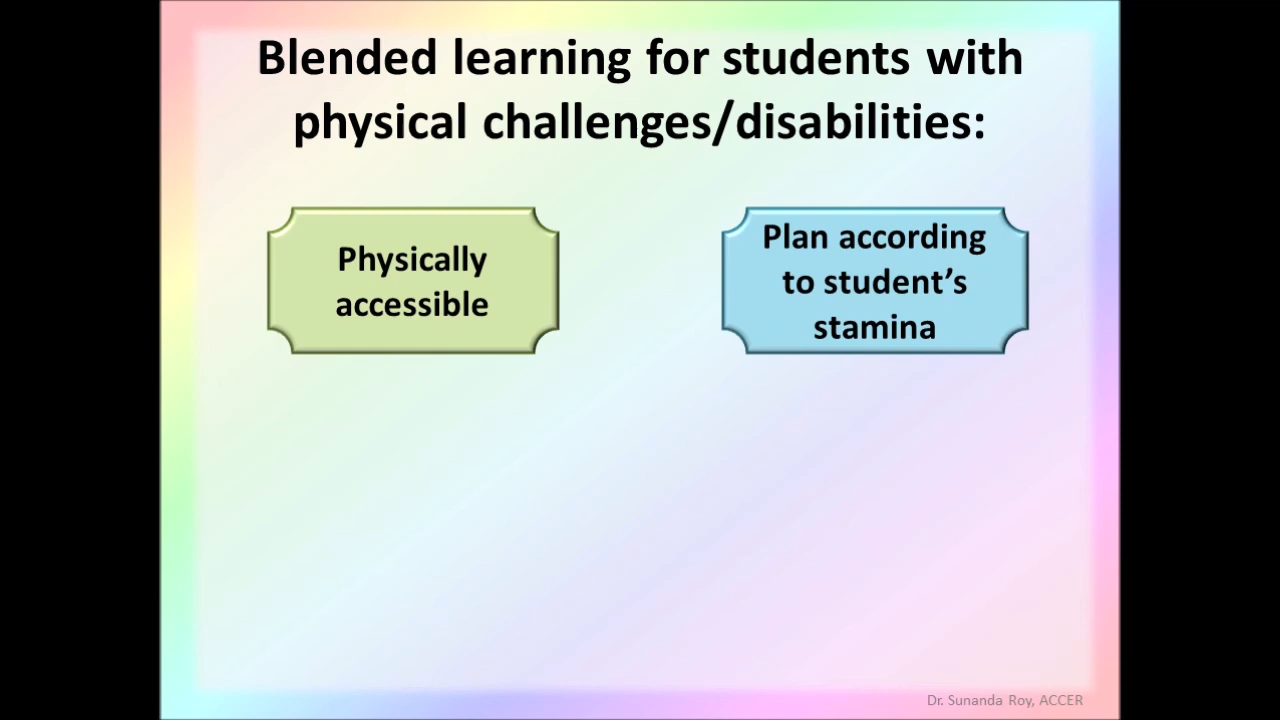 Blended learning for students with
physical challenges/disabilities:
Physically
accessible
Plan according
to student’s
stamina
Dr. Sunanda Roy, ACCER